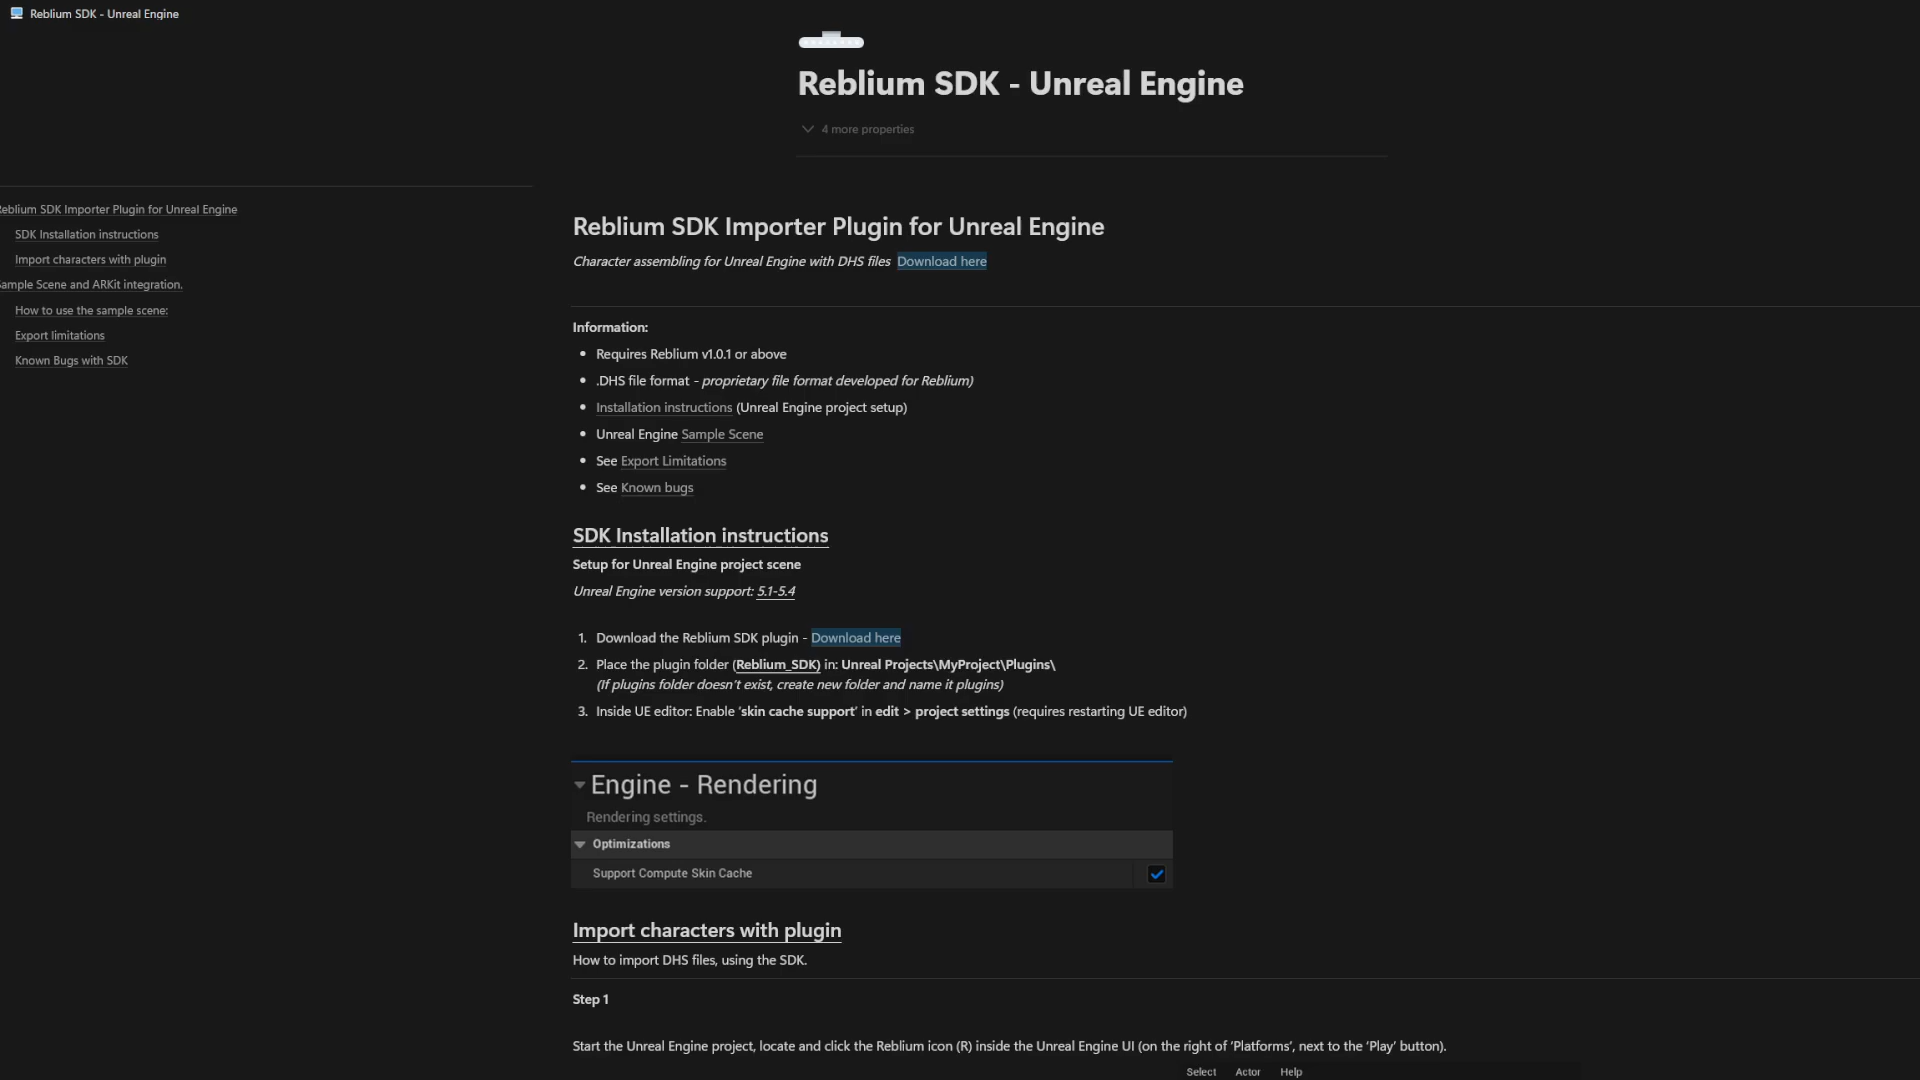 Reblium SDK - Unreal Engine
Reblium SDK - Unreal Engine
4 more properties
Reblium SDK Importer Plugin for Unreal Engine
SDK Installation instructions
Import characters with plugin
Sample Scene and ARKit integration.
How to use the sample scene:
Export limitations
Known Bugs with SDK
Reblium SDK Importer Plugin for Unreal Engine
Character assembling for Unreal Engine with DHS files Download here
Information:
• Requires Reblium v1.0.1 or above
• .DHS file format - proprietary file format developed for Reblium)
• Installation instructions (Unreal Engine project setup)
• Unreal Engine Sample Scene
• See Export Limitations
• See Known bugs
SDK Installation instructions
Setup for Unreal Engine project scene
Unreal Engine version support: 5.1-5.4
1. Download the Reblium SDK plugin - Download here
2. Place the plugin folder (Reblium_SDK) in: Unreal Projects\MyProject\Plugins\
(If plugins folder doesn't exist, create new folder and name it plugins)
3. Inside UE editor: Enable 'skin cache support' in edit > project settings (requires restarting UE editor)
Engine - Rendering
Rendering settings.
Optimizations
Support Compute Skin Cache
Import characters with plugin
How to import DHS files, using the SDK.
Step 1
Start the Unreal Engine project, locate and click the Reblium icon (R) inside the Unreal Engine UI (on the right of 'Platforms', next to the 'Play' button).
Select Actor Help